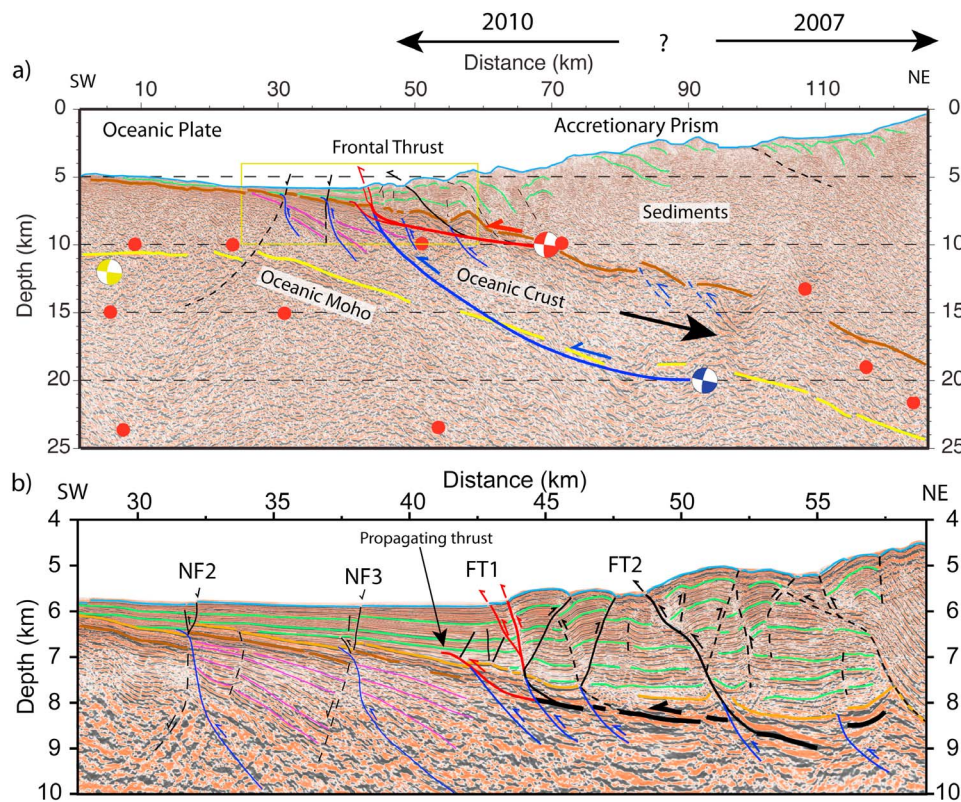 2010
?
2007
Distance (km)
a)
SW
NE
10
30
50
70
90
110
0
0
Oceanic Plate
Accretionary Prism
Frontal Thrust
5
5
Sediments
Depth (km)
10
10
Oceanic Crust
Oceanic Moho
15
15
20
20
25
25
b)
Distance (km)
SW
NE
30
35
40
45
50
55
4
4
Propagating thrust
NF2
NF3
FT1
FT2
5
5
6
6
Depth (km)
7
7
8
8
9
9
10
10